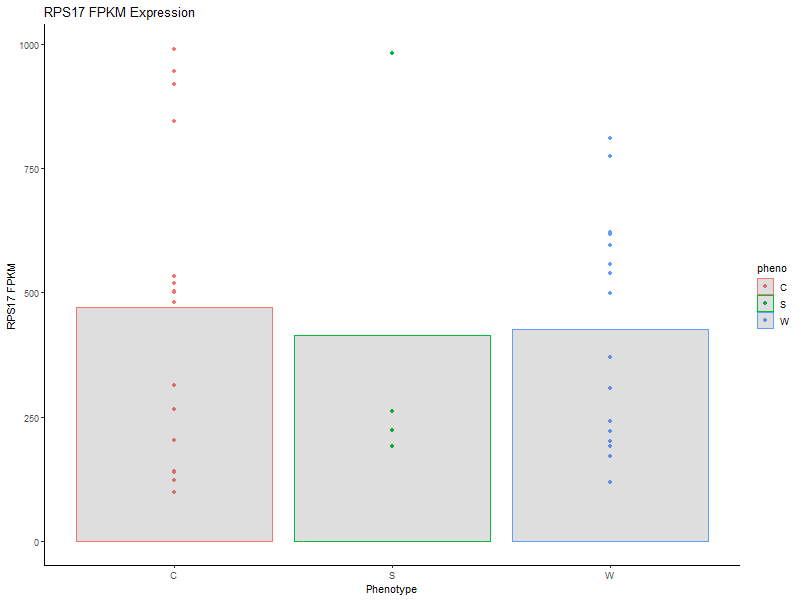 RPS17 FPKM Expression
1000
750
500
250
0
RPS17 FPKM
C
S
W
Phenotype
pheno
C
S
W